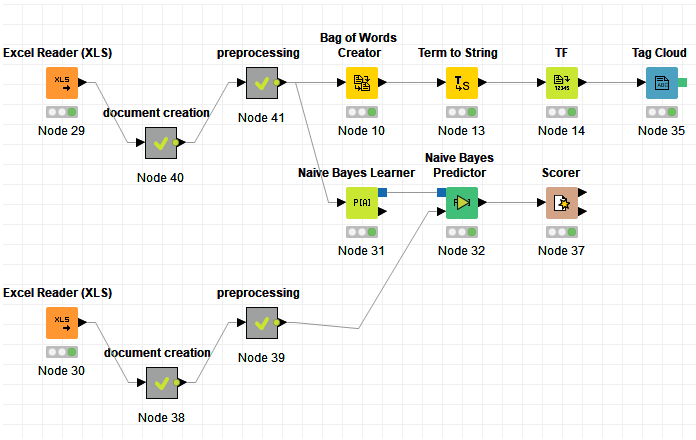 Excel Reader (XLS)
XLS
Node 29
document creation
Node 40
preprocessing
Node 41
Bag of Words
Creator
Node 10
Term to String
T
S
Node 13
TF
12345
Node 14
Tag Cloud
ABC
Node 35
Naive Bayes Learner
P[A]
Node 31
Naive Bayes
Predictor
Node 32
Scorer
Node 37
Excel Reader (XLS)
XLS
Node 30
document creation
Node 38
preprocessing
Node 39